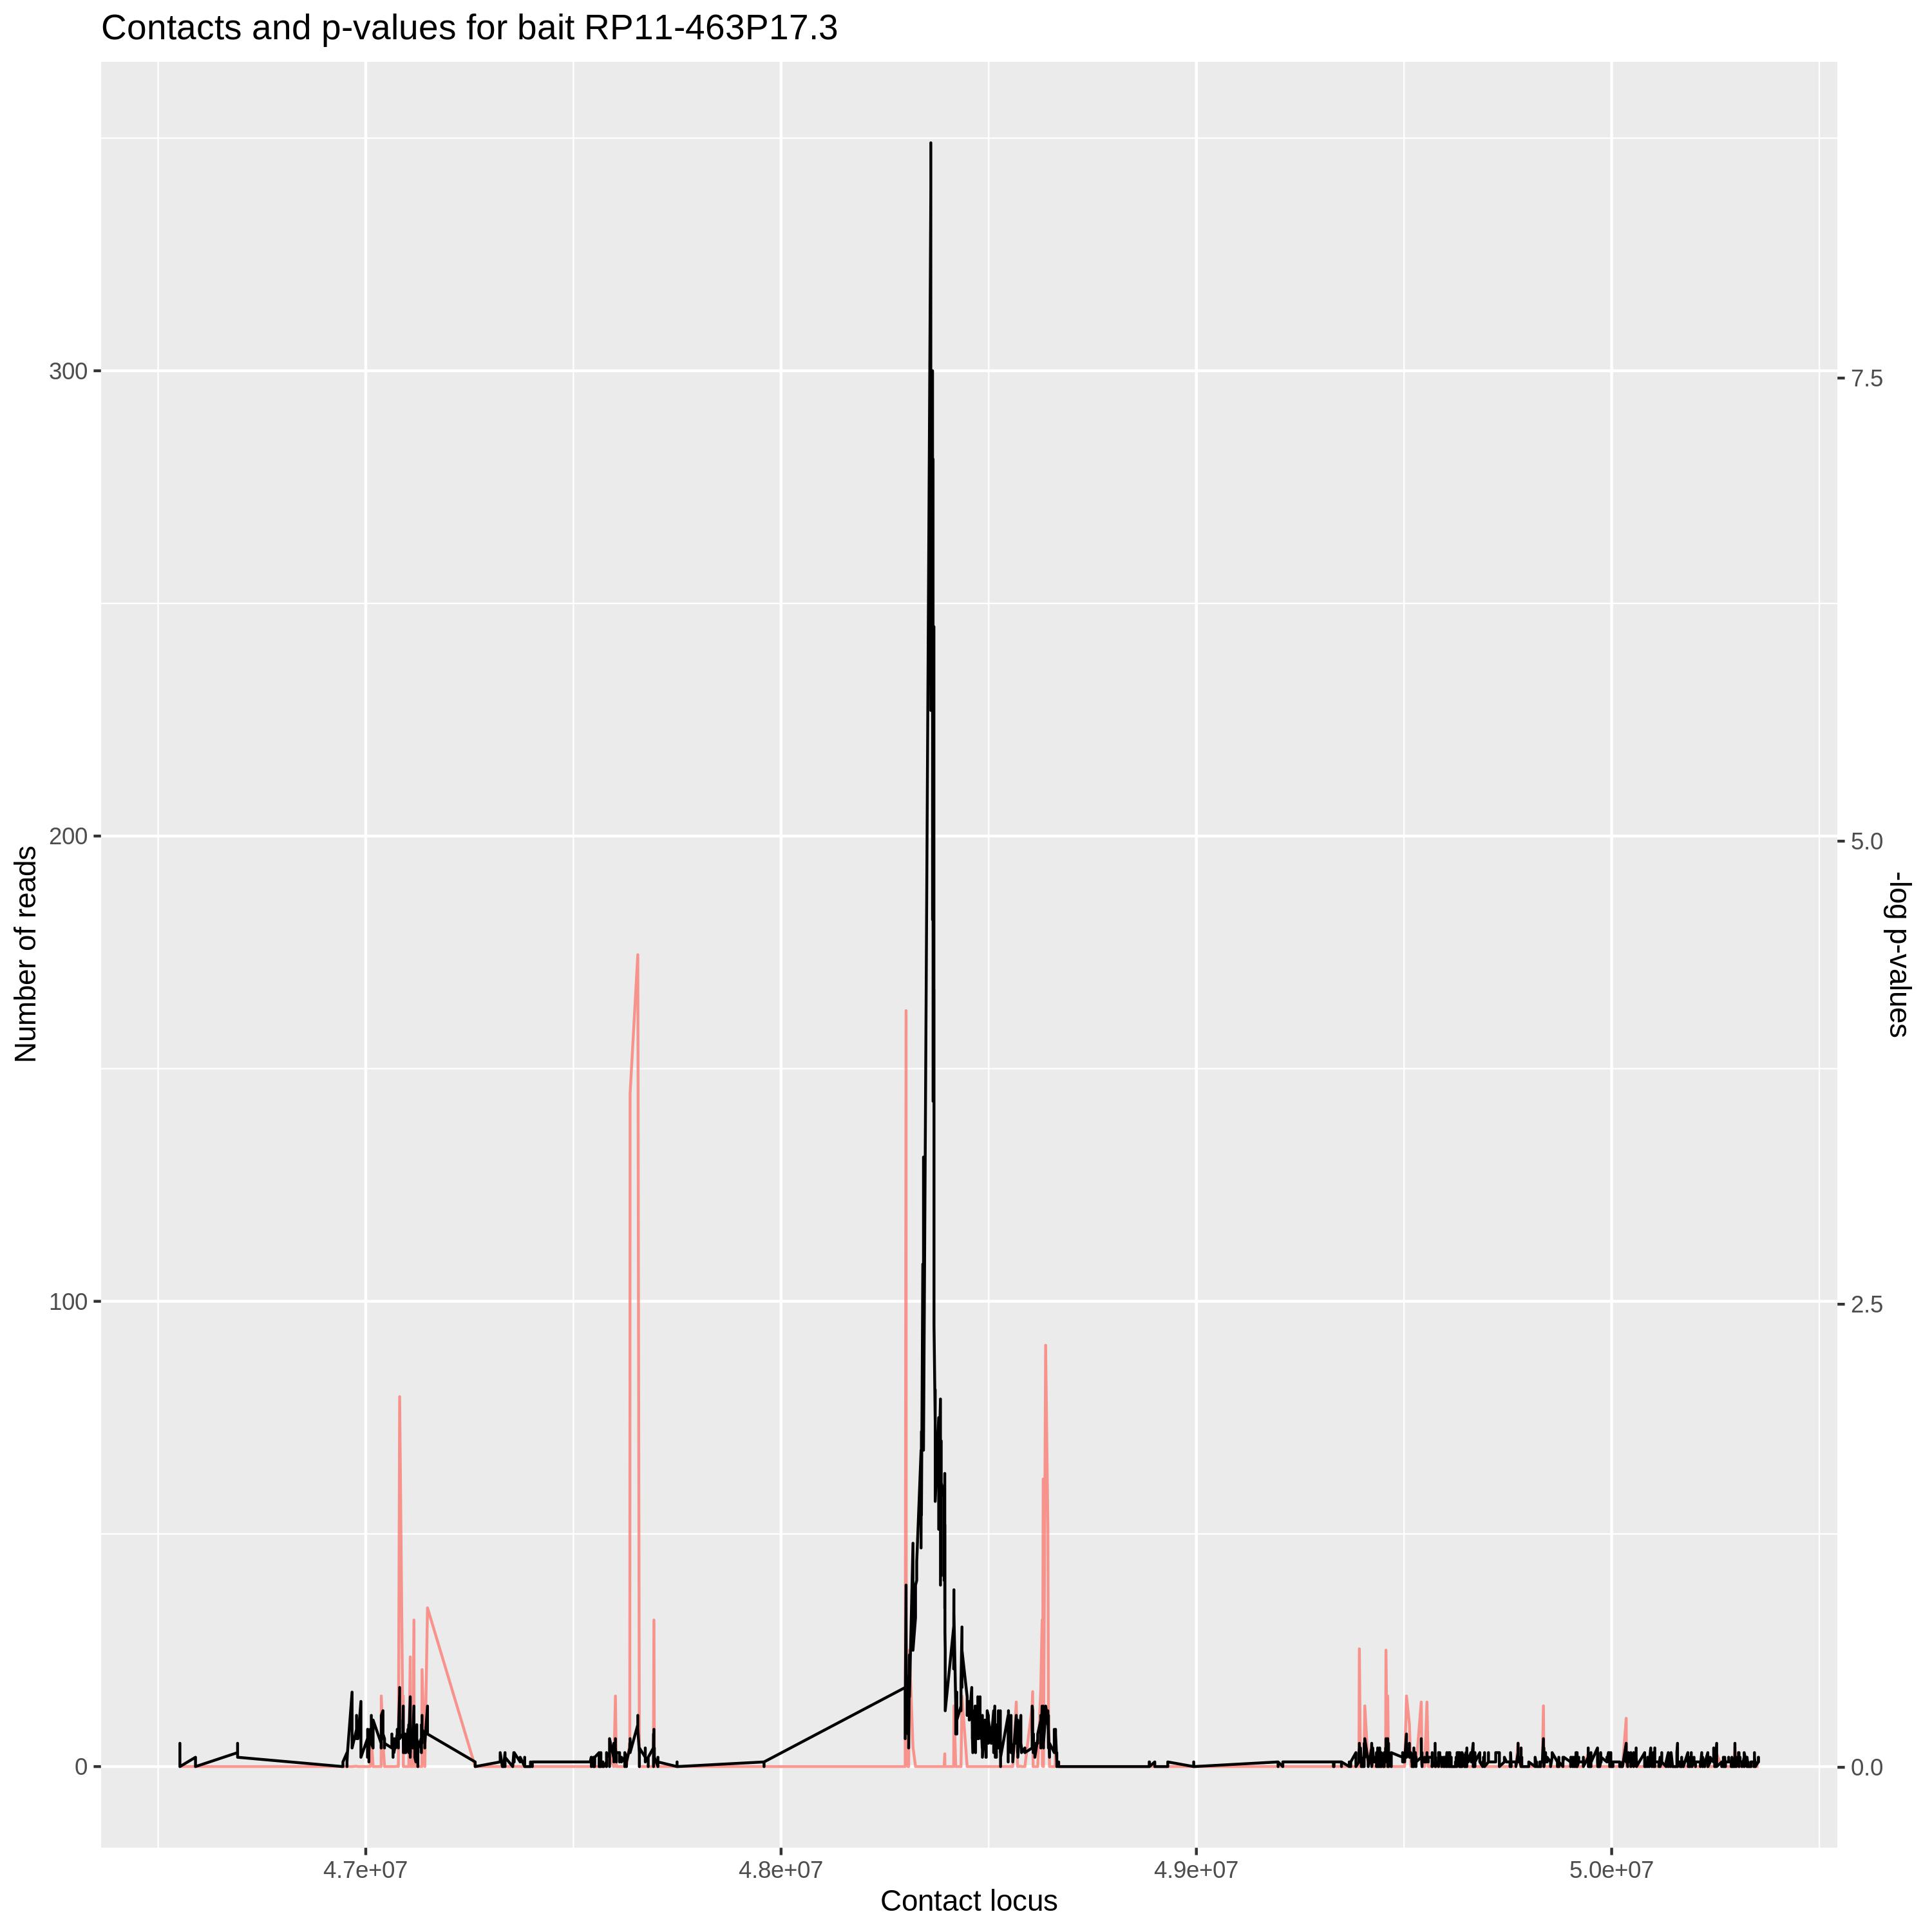 Contacts and p-values for bait RP11-463P17.3
300
200
100
0
7.5
5.0
2.5
0.0
Number of reads
-log p-values
4.7e+07
4.8e+07
4.9e+07
5.0e+07
Contact locus